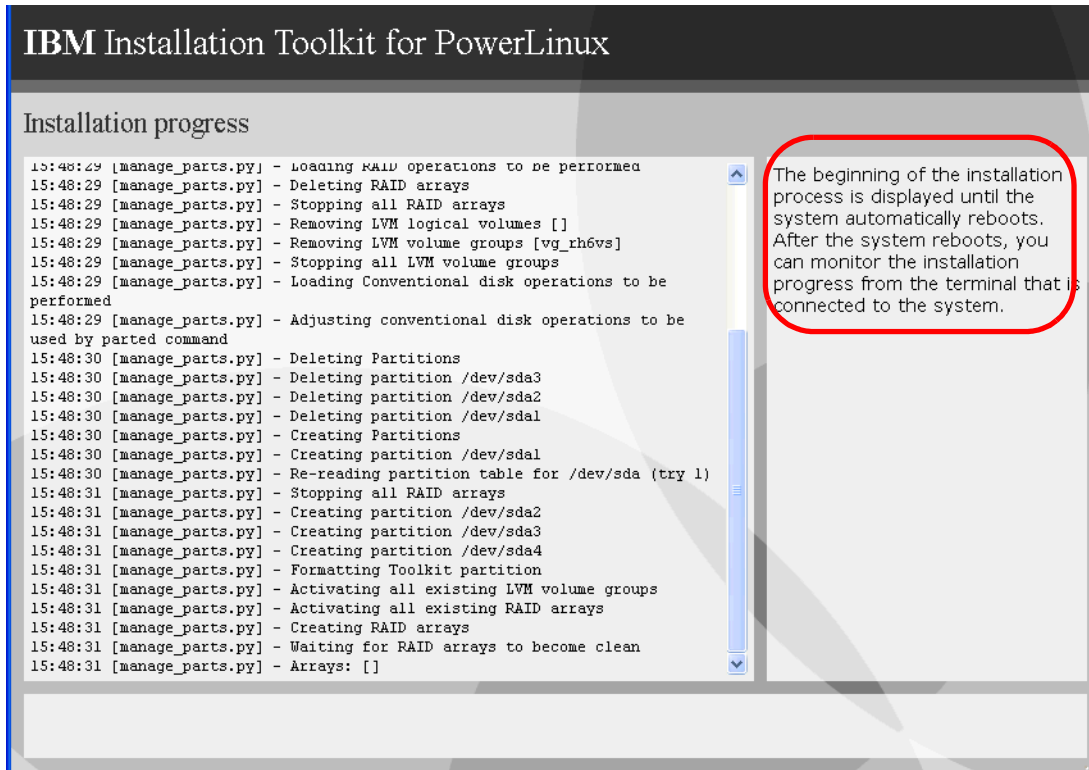 IBM Installation Toolkit for PowerLinux
Installation progress
15:48:29 [manage_parts.py] - Loading RAID operations to be performed
15:48:29 [manage_parts.py] - Deleting RAID arrays
15:48:29 [manage_parts.py] - Stopping all RAID arrays
15:48:29 [manage_parts.py] - Removing LVM logical volumes []
15:48:29 [manage_parts.py] - Removing LVM volume groups [vg_rh6vs]
15:48:29 [manage_parts.py] - Stopping all LVM volume groups
15:48:29 [manage_parts.py] - Loading Conventional disk operations to be
performed
15:48:29 [manage_parts.py] - Adjusting conventional disk operations to be
used by parted command
15:48:30 [manage_parts.py] - Deleting Partitions
15:48:30 [manage_parts.py] - Deleting partition /dev/sda3
15:48:30 [manage_parts.py] - Deleting partition /dev/sda2
15:48:30 [manage_parts.py] - Deleting partition /dev/sda1
15:48:30 [manage_parts.py] - Creating Partitions
15:48:30 [manage_parts.py] - Creating partition /dev/sda1
15:48:30 [manage_parts.py] - Re-reading partition table for /dev/sda (try 1)
15:48:31 [manage_parts.py] - Stopping all RAID arrays
15:48:31 [manage_parts.py] - Creating partition /dev/sda2
15:48:31 [manage_parts.py] - Creating partition /dev/sda3
15:48:31 [manage_parts.py] - Creating partition /dev/sda4
15:48:31 [manage_parts.py] - Formatting Toolkit partition
15:48:31 [manage_parts.py] - Activating all existing LVM volume groups
15:48:31 [manage_parts.py] - Activating all existing RAID arrays
15:48:31 [manage_parts.py] - Creating RAID arrays
15:48:31 [manage_parts.py] - Waiting for RAID arrays to become clean
15:48:31 [manage_parts.py] - Arrays: []
The beginning of the installation
process is displayed until the
system automatically reboots.
After the system reboots, you
can monitor the installation
progress from the terminal that is
connected to the system.